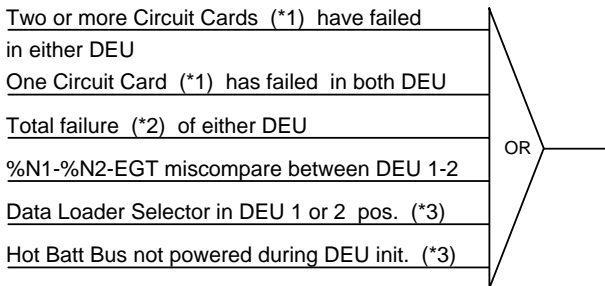 Two or more Circuit Cards (*1) have failed
in either DEU
One Circuit Card (*1) has failed in both DEU
Total failure (*2) of either DEU
OR
%N1-%N2-EGT miscompare between DEU 1-2
Data Loader Selector in DEU 1 or 2 pos. (*3)
Hot Batt Bus not powered during DEU init. (*3)